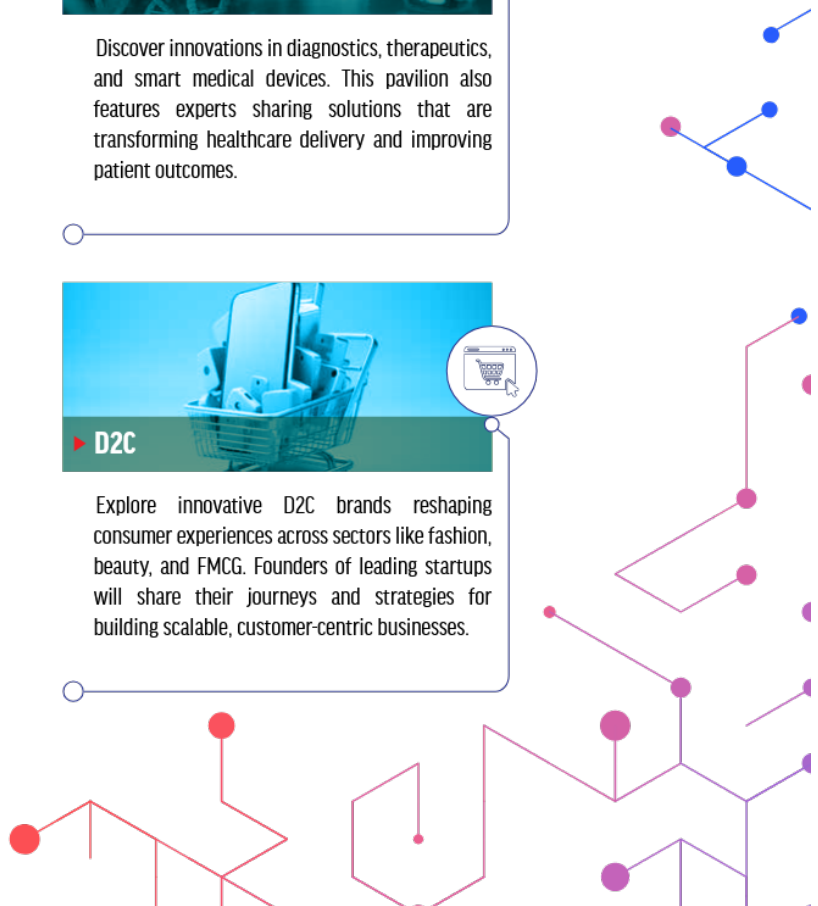 Discover innovations in diagnostics, therapeutics,
and smart medical devices. This pavilion also
features experts sharing solutions that are
transforming healthcare delivery and improving
patient outcomes.
D2C
Explore innovative D2C brands reshaping
consumer experiences across sectors like fashion,
beauty, and FMCG. Founders of leading startups
will share their journeys and strategies for
building scalable, customer-centric businesses.